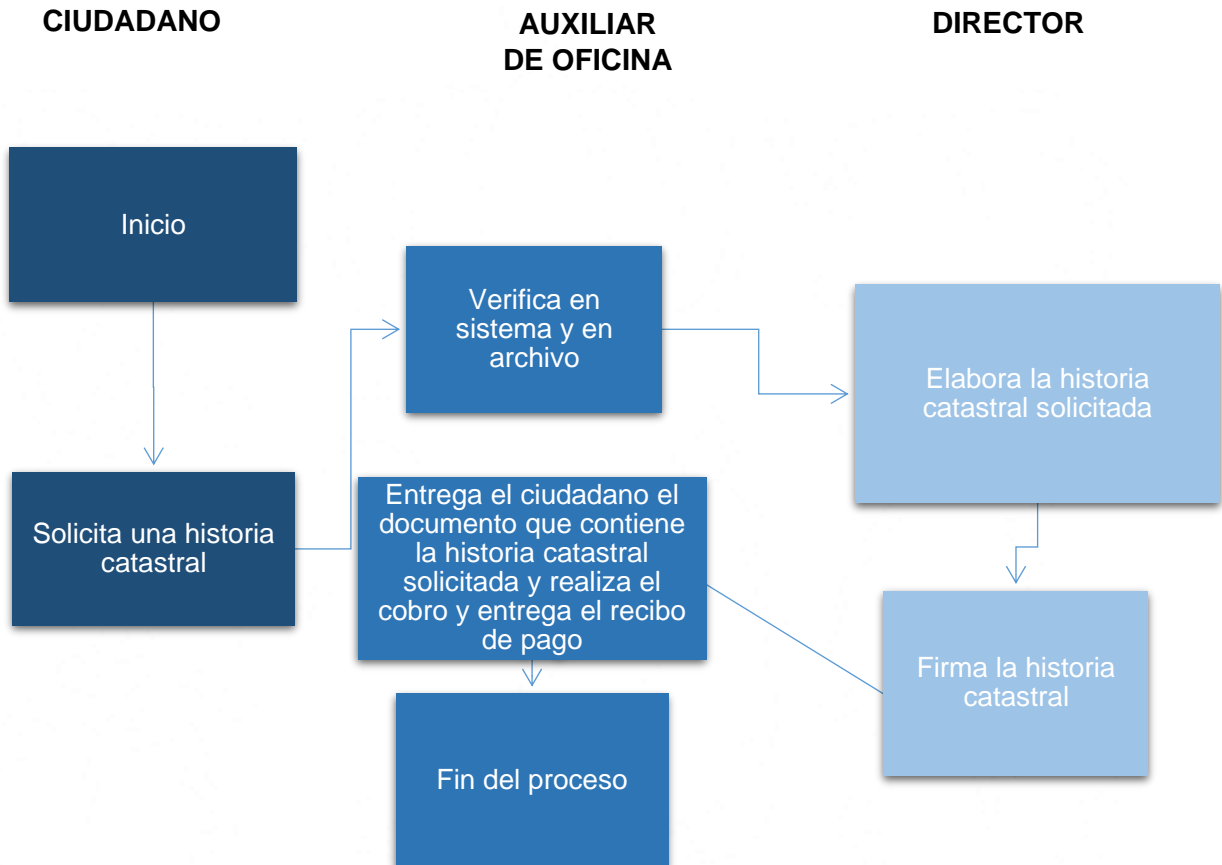 CIUDADANO
AUXILIAR
DE OFICINA
DIRECTOR
Inicio
Solicita una historia
catastral
Verifica en
sistema y en
archivo
Elabora la historia
catastral solicitada
Firma la historia
catastral
Entrega el ciudadano el
documento que contiene
la historia catastral
solicitada y realiza el
cobro y entrega el recibo
de pago
Fin del proceso